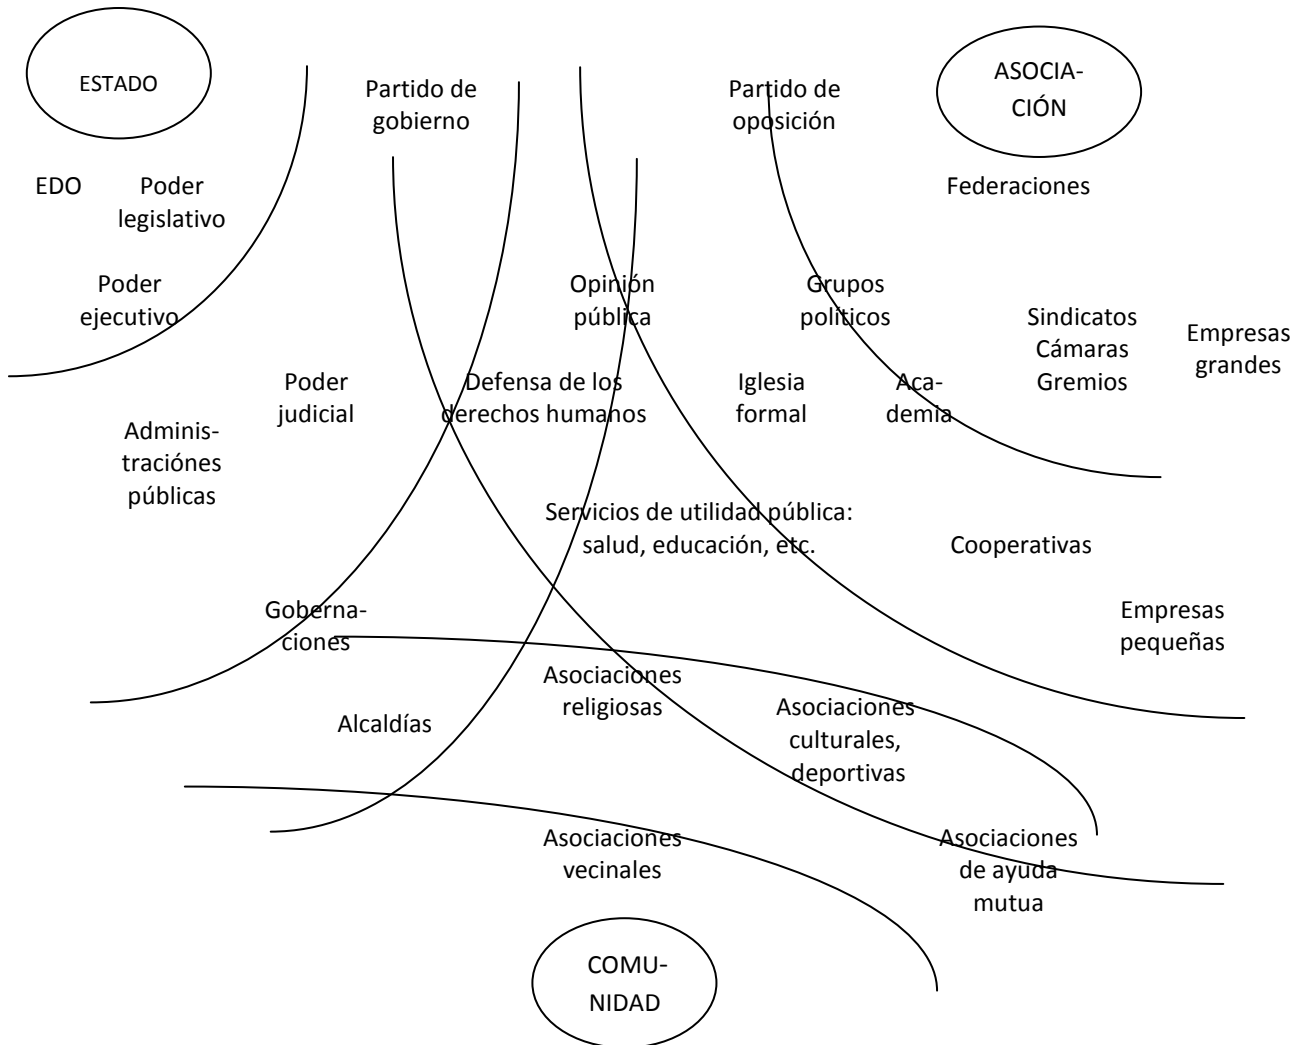 ESTADO
ASOCIA-
CIÓN
Partido de
gobierno
Partido de
oposición
EDO
Poder
legislativo
Federaciones
Poder
ejecutivo
Opinión
pública
Grupos
políticos
Sindicatos
Cámaras
Gremios
Empresas
grandes
Poder
judicial
Defensa de los
derechos humanos
Iglesia
formal
Aca-
demia
Adminis-
traciónes
públicas
Servicios de utilidad pública:
salud, educación, etc.
Cooperativas
Goberna-
ciones
Empresas
pequeñas
Asociaciones
religiosas
Alcaldías
Asociaciones
culturales,
deportivas
Asociaciones
vecinales
Asociaciones
de ayuda
mutua
COMU-
NIDAD